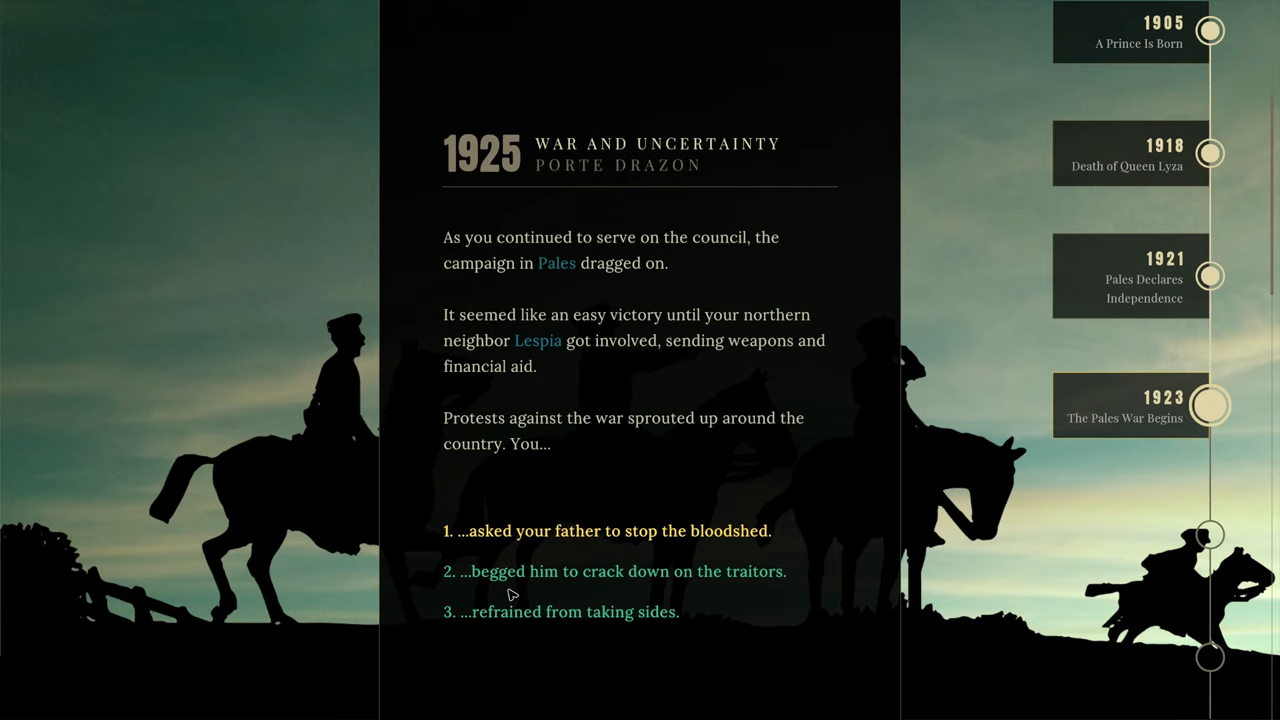 1925
WAR AND UNCERTAINTY
PORTE DRAZON
As you continued to serve on the council, the
campaign in Pales dragged on.
It seemed like an easy victory until your northern
neighbor Lespia got involved, sending weapons and
financial aid.
Protests against the war sprouted up around the
country. You...
1. ...asked your father to stop the bloodshed.
2. ...begged him to crack down on the traitors.
3. ...refrained from taking sides.
1905
A Prince Is Born
1918
Death of Queen Lyza
1921
Pales Declares
Independence
1923
The Pales War Begins